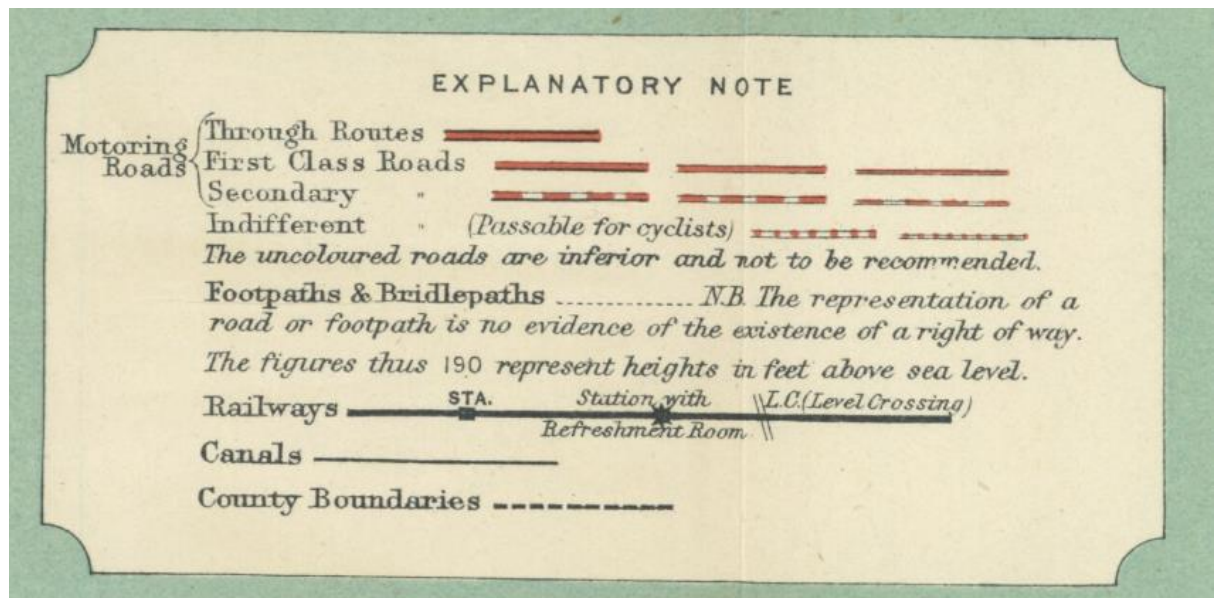 EXPLANATORY NOTE
Motoring Roads
Through Routes
First Class Roads
Secondary "
Indifferent " (Passable for cyclists)
The uncoloured roads are inferior and not to be recommended.
Footpaths & Bridlepaths ............... N.B. The representation of a
road or footpath is no evidence of the existence of a right of way.
The figures thus 190 represent heights in feet above sea level.
Railways STA. Station with Refreshment Room L.C. (Level Crossing)
Canals
County Boundaries